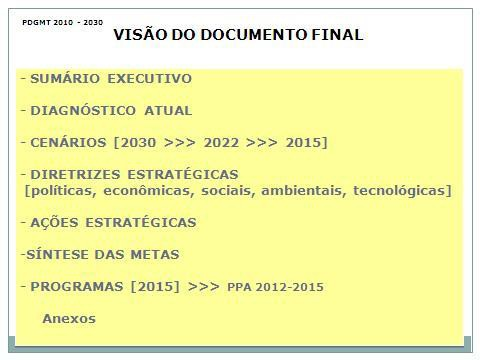 PDGMT 2010 - 2030
VISÃO DO DOCUMENTO FINAL
- SUMÁRIO EXECUTIVO
- DIAGNÓSTICO ATUAL
- CENÁRIOS [2030 >>> 2022 >>> 2015]
- DIRETRIZES ESTRATÉGICAS
[políticas, econômicas, sociais, ambientais, tecnológicas]
- AÇÕES ESTRATÉGICAS
-SÍNTESE DAS METAS
- PROGRAMAS [2015] >>> PPA 2012-2015
Anexos